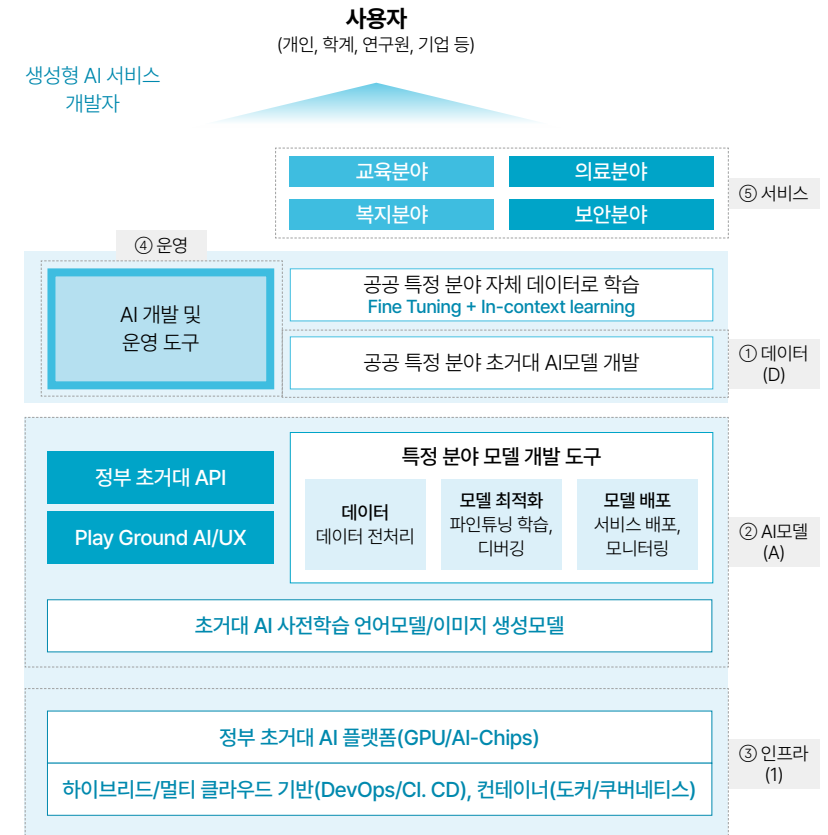 사용자
(개인, 학계, 연구원, 기업 등)
생성형 AI 서비스
개발자
교육분야
의료분야
복지분야
보안분야
⑤ 서비스
④ 운영
AI 개발 및
운영 도구
공공 특정 분야 자체 데이터로 학습
Fine Tuning + In-context learning
공공 특정 분야 초거대 AI모델 개발
① 데이터
(D)
정부 초거대 API
Play Ground AI/UX
특정 분야 모델 개발 도구
데이터
데이터 전처리
모델 최적화
파인튜닝 학습,
디버깅
모델 배포
서비스 배포,
모니터링
② AI모델
(A)
초거대 AI 사전학습 언어모델/이미지 생성모델
정부 초거대 AI 플랫폼(GPU/AI-Chips)
하이브리드/멀티 클라우드 기반(DevOps/CI. CD), 컨테이너(도커/쿠버네티스)
③ 인프라
(1)